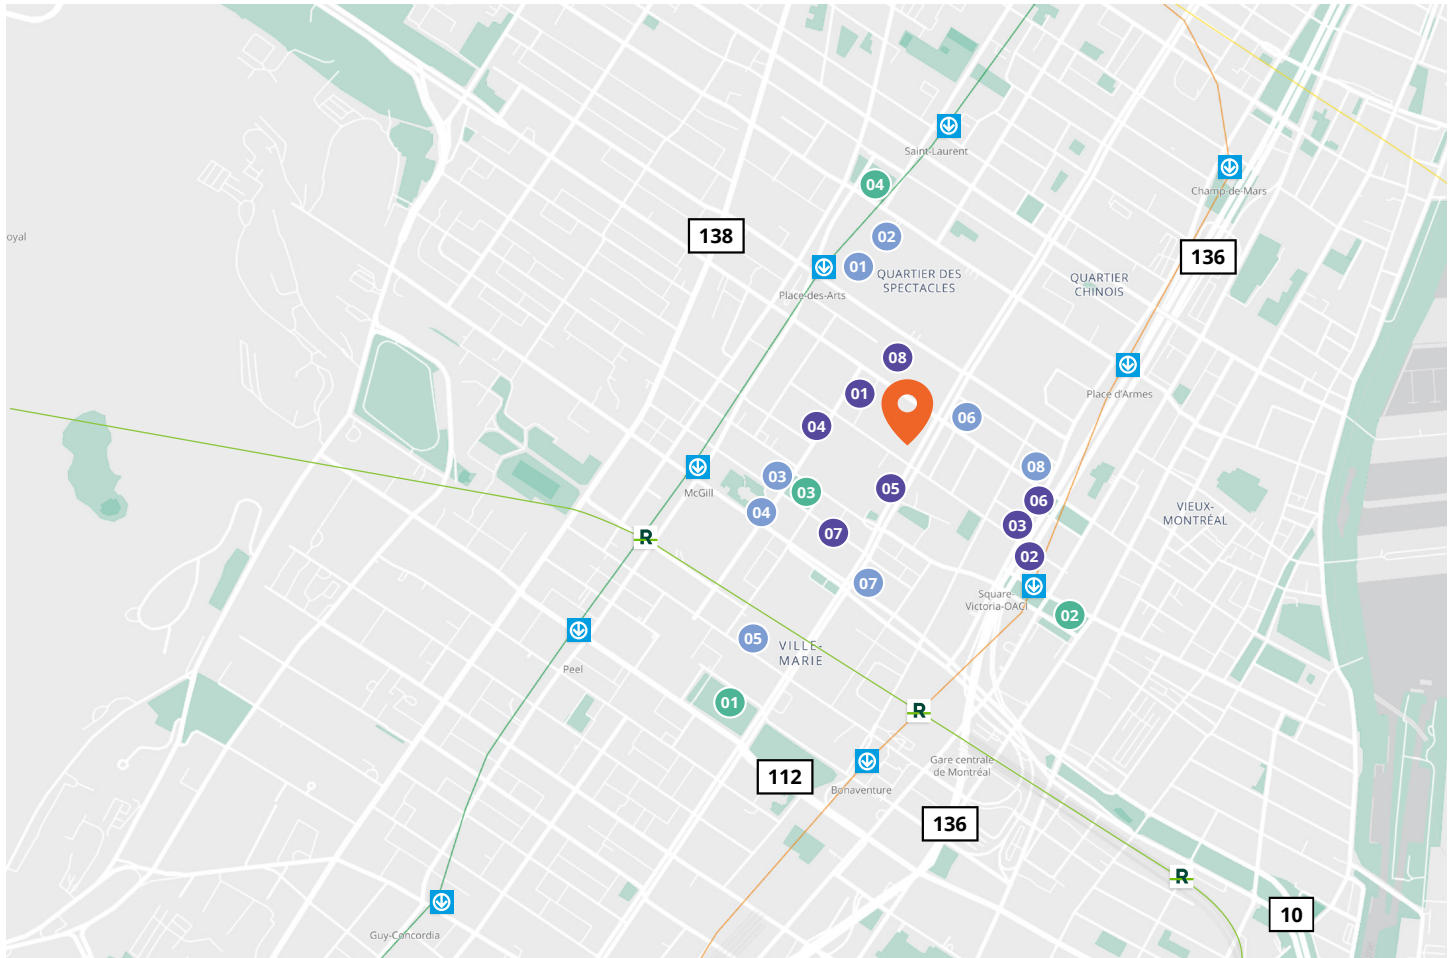 Saint-Laurent
Champ-de-Mars
04
138
oyal
02
136
01
QUARTIER DES
SPECTACLES
QUARTIER
CHINOIS
Place-des-Arts
08
Place d'Armes
01
04
06
McGill
03
03
05
08
04
06
VIEUX-
MONTRÉAL
07
03
R
02
07
Square-
Victoria-OACI
02
Peel
05
VILLE-
MARIE
01
R
112
Bonaventure
Gare centrale
de Montréal
136
R
Guy-Concordia
10